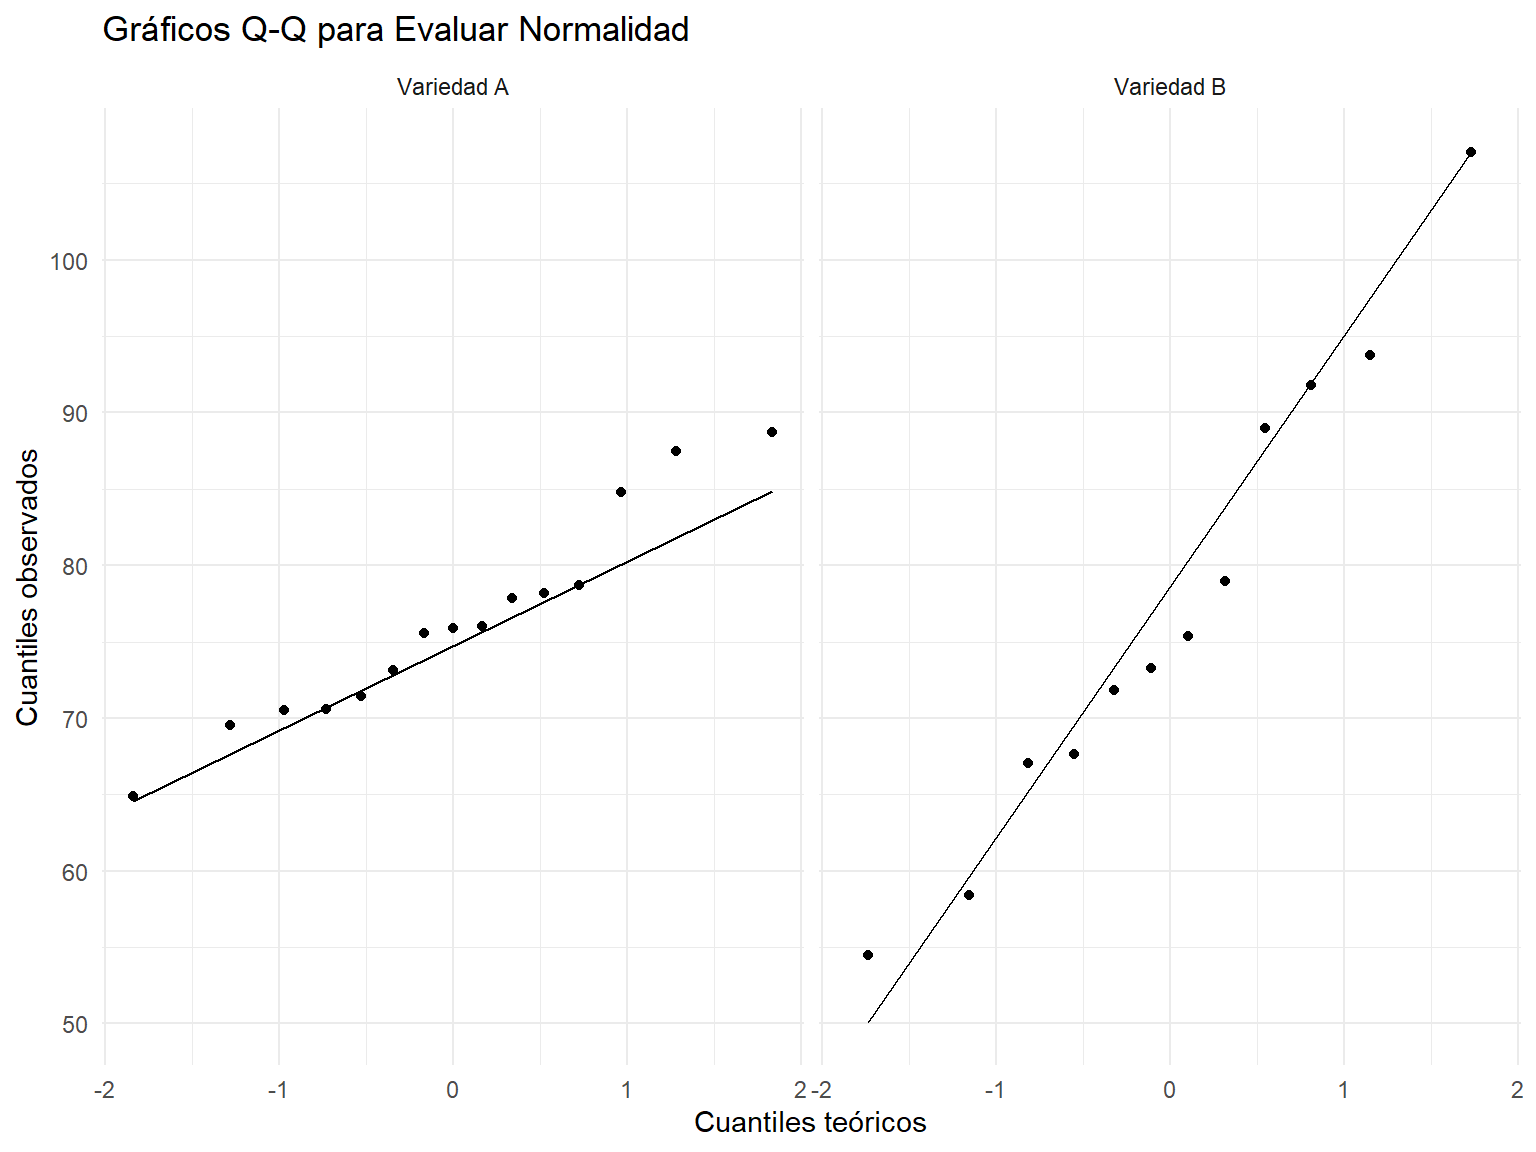 Gráficos Q-Q para Evaluar Normalidad
Variedad A Variedad B
Cuantiles observados
100
90
80
70
60
50
-2 -1 0 1 2 -2 -1 0 1 2
Cuantiles teóricos